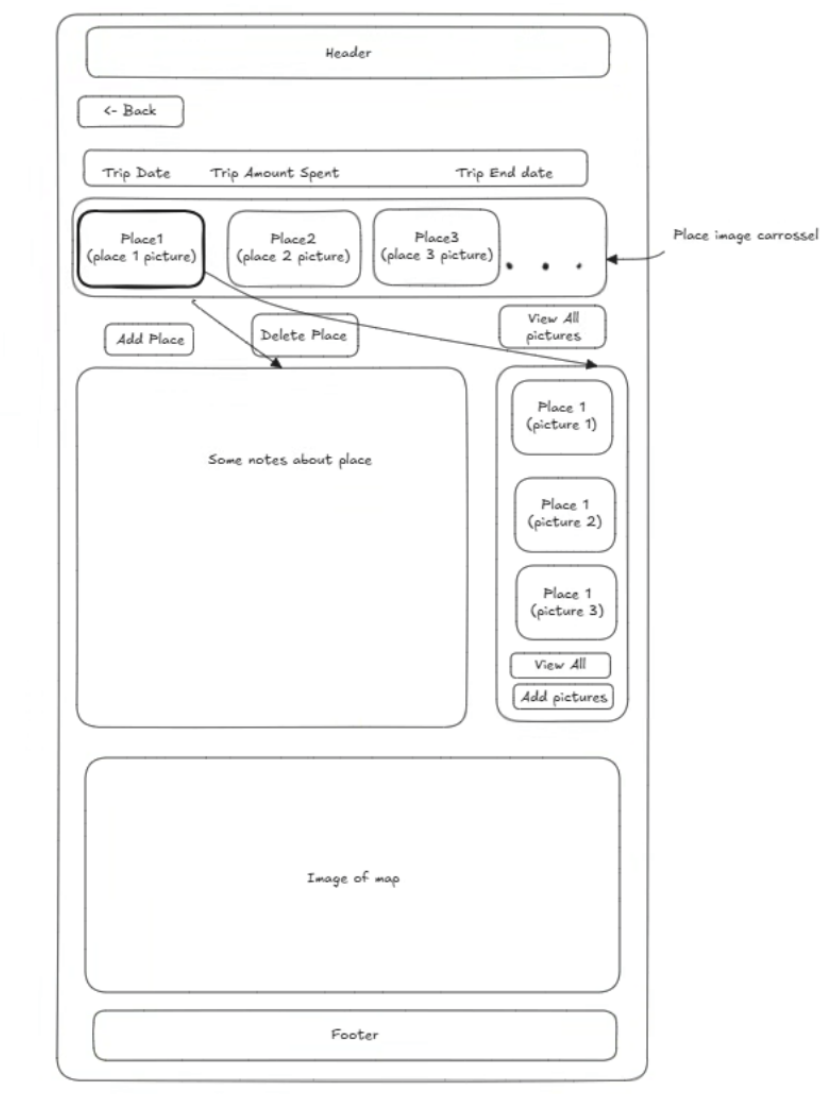 Header
<- Back
Trip Date
Trip Amount Spent
Trip End date
Place1
(place 1 picture)
Place2
(place 2 picture)
Place3
(place 3 picture)
Place image carrossel
Add Place
Delete Place
View All
pictures
Some notes about place
Place 1
(picture 1)
Place 1
(picture 2)
Place 1
(picture 3)
View All
Add pictures
Image of map
Footer